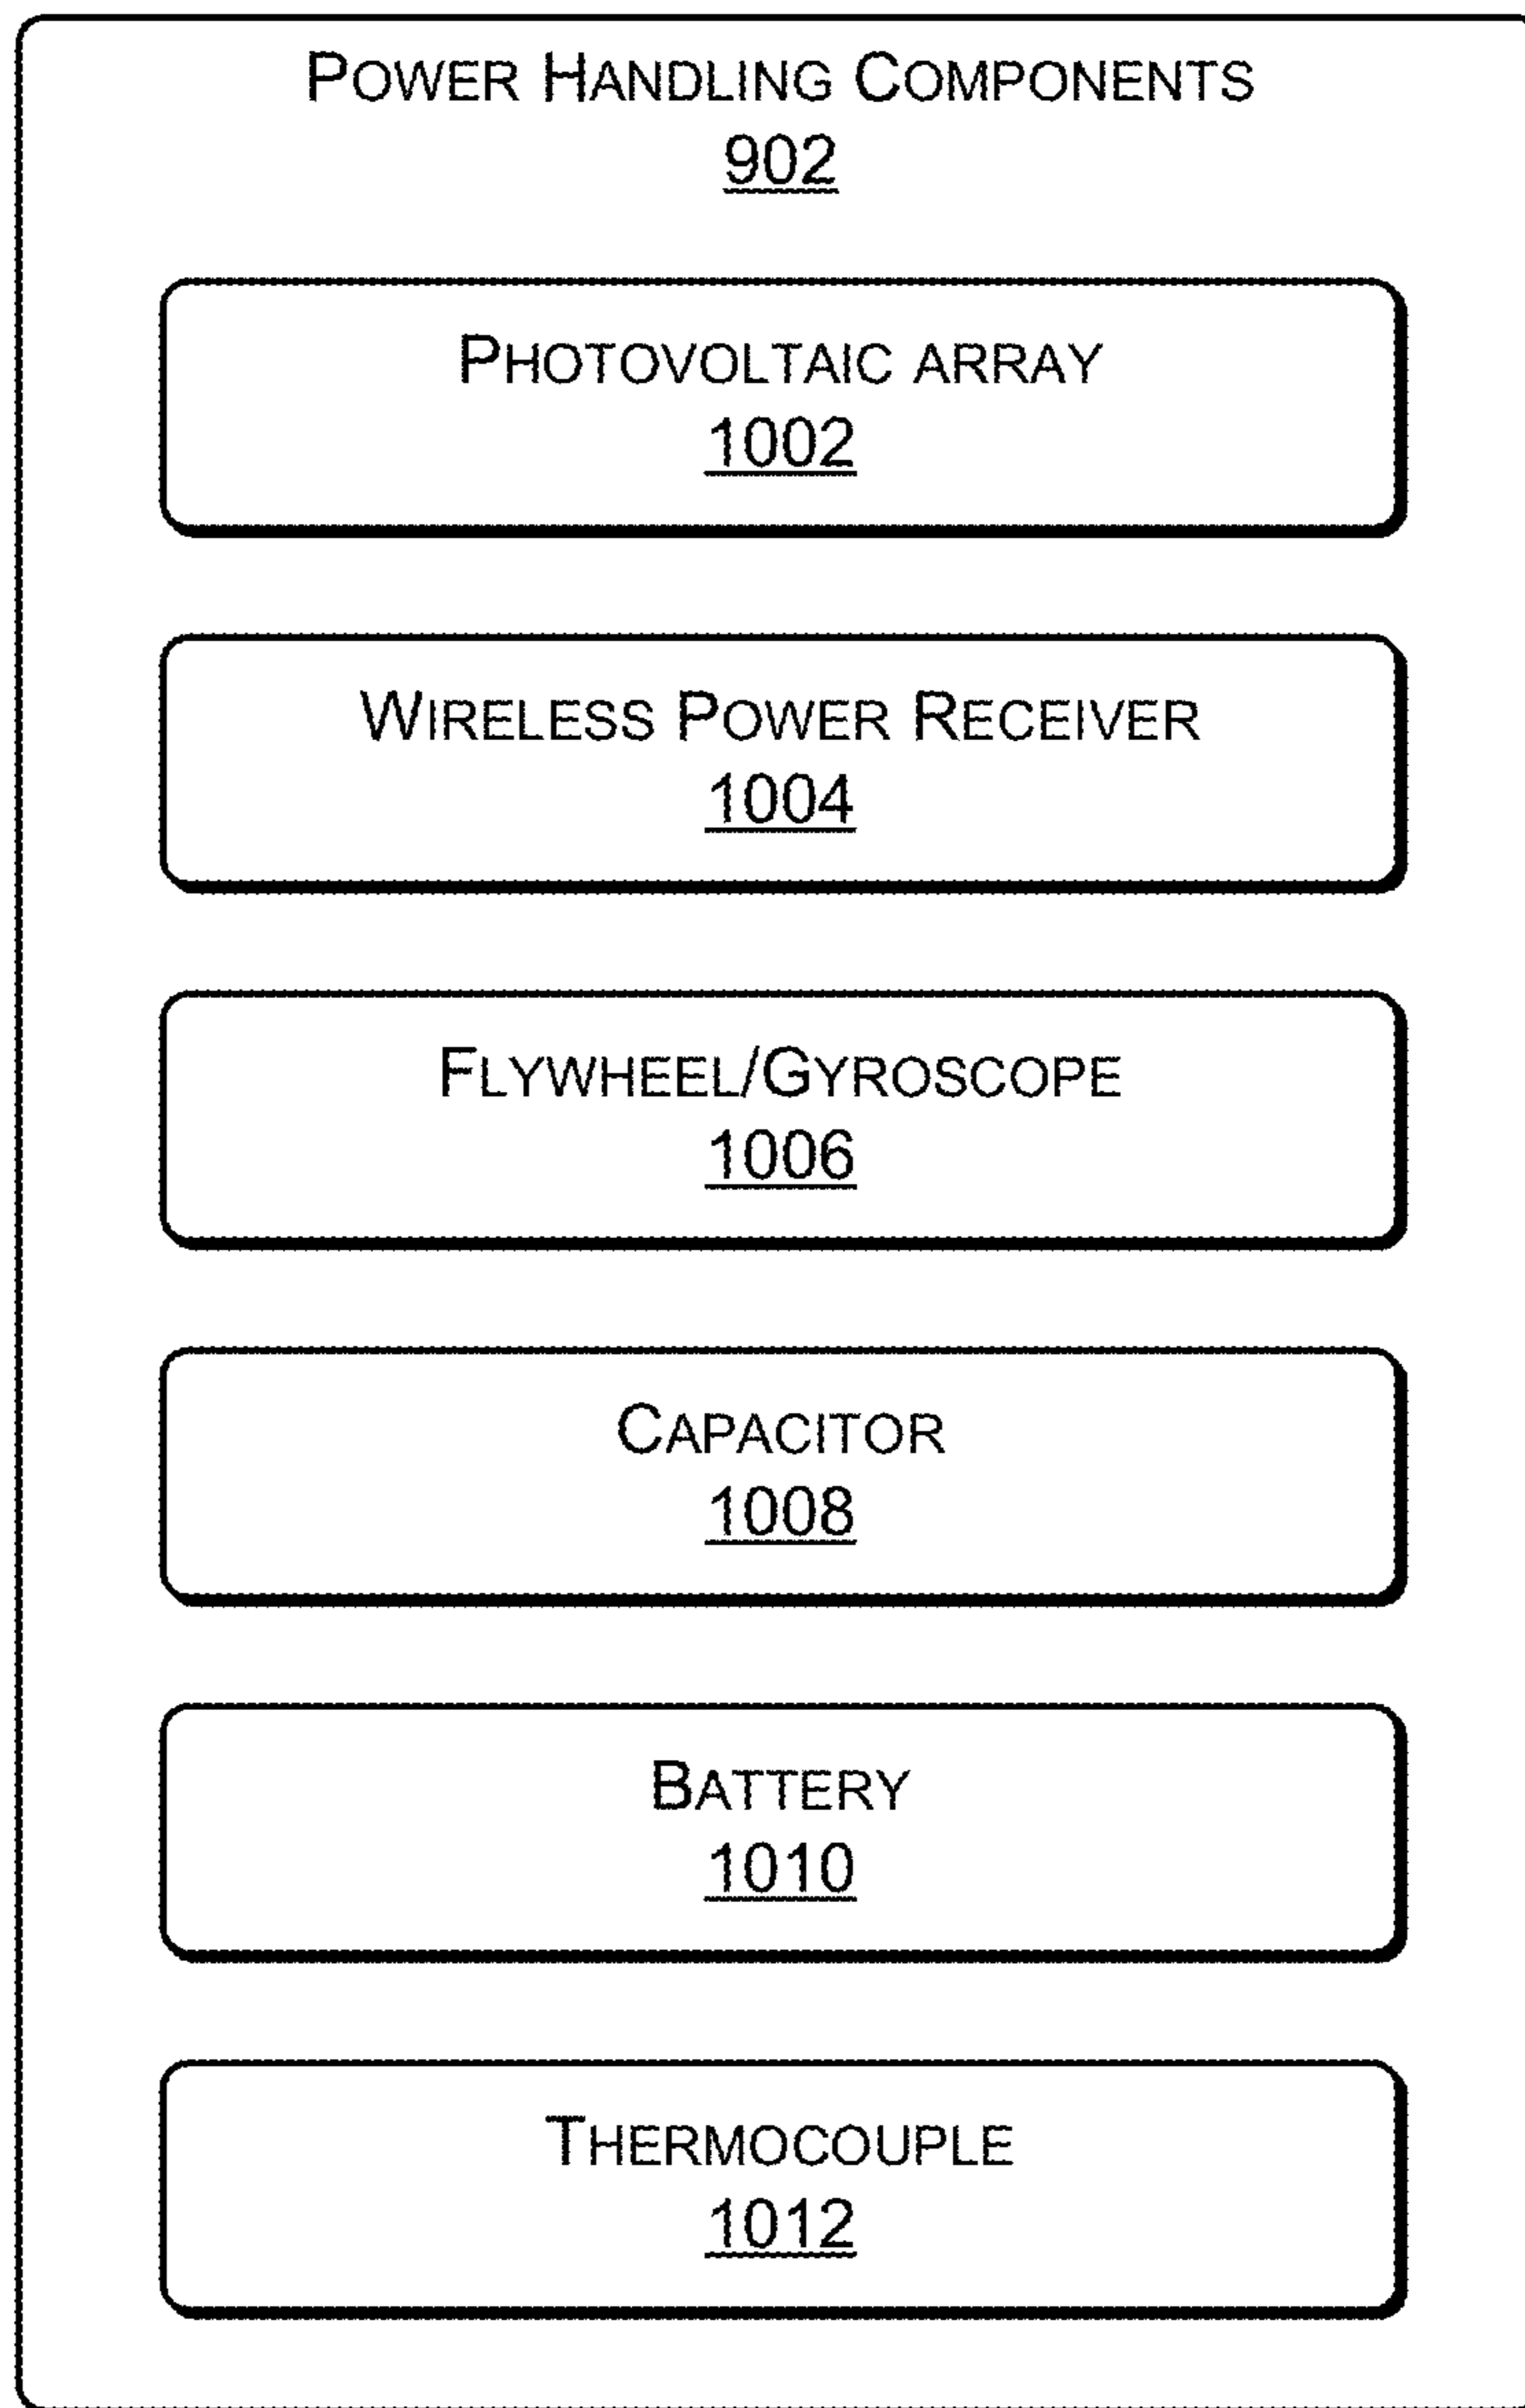 POWER HANDLING COMPONENTS
902
PHOTOVOLTAIC ARRAY
1002
WIRELESS POWER RECEIVER
1004
FLYWHEEL/GYROSCOPE
1006
CAPACITOR
1008
BATTERY
1010
THERMOCOUPLE
1012